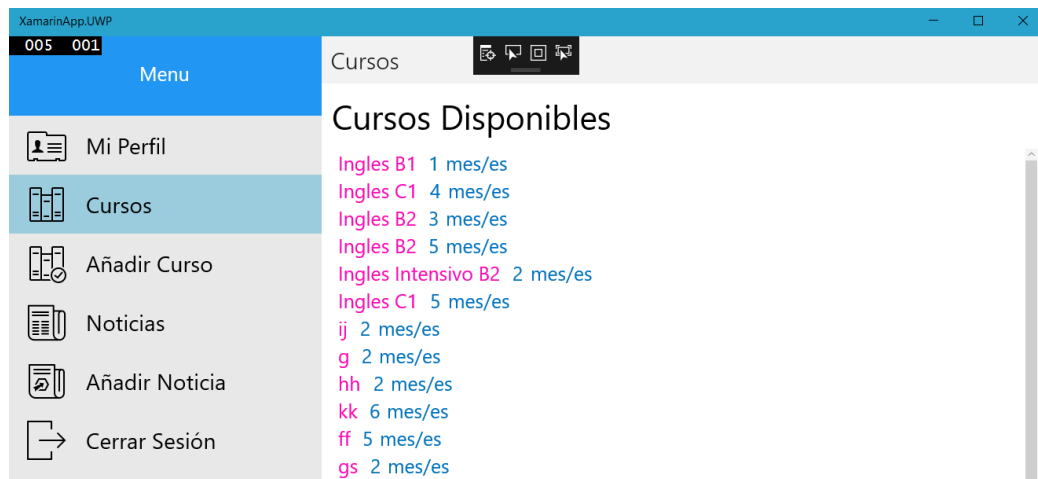 XamarinApp.UWP
005 001
Menu
Mi Perfil
Cursos
Añadir Curso
Noticias
Añadir Noticia
Cerrar Sesión
Cursos
Cursos Disponibles
Ingles B1 1 mes/es
Ingles C1 4 mes/es
Ingles B2 3 mes/es
Ingles B2 5 mes/es
Ingles Intensivo B2 2 mes/es
Ingles C1 5 mes/es
ij 2 mes/es
g 2 mes/es
hh 2 mes/es
kk 6 mes/es
ff 5 mes/es
gs 2 mes/es